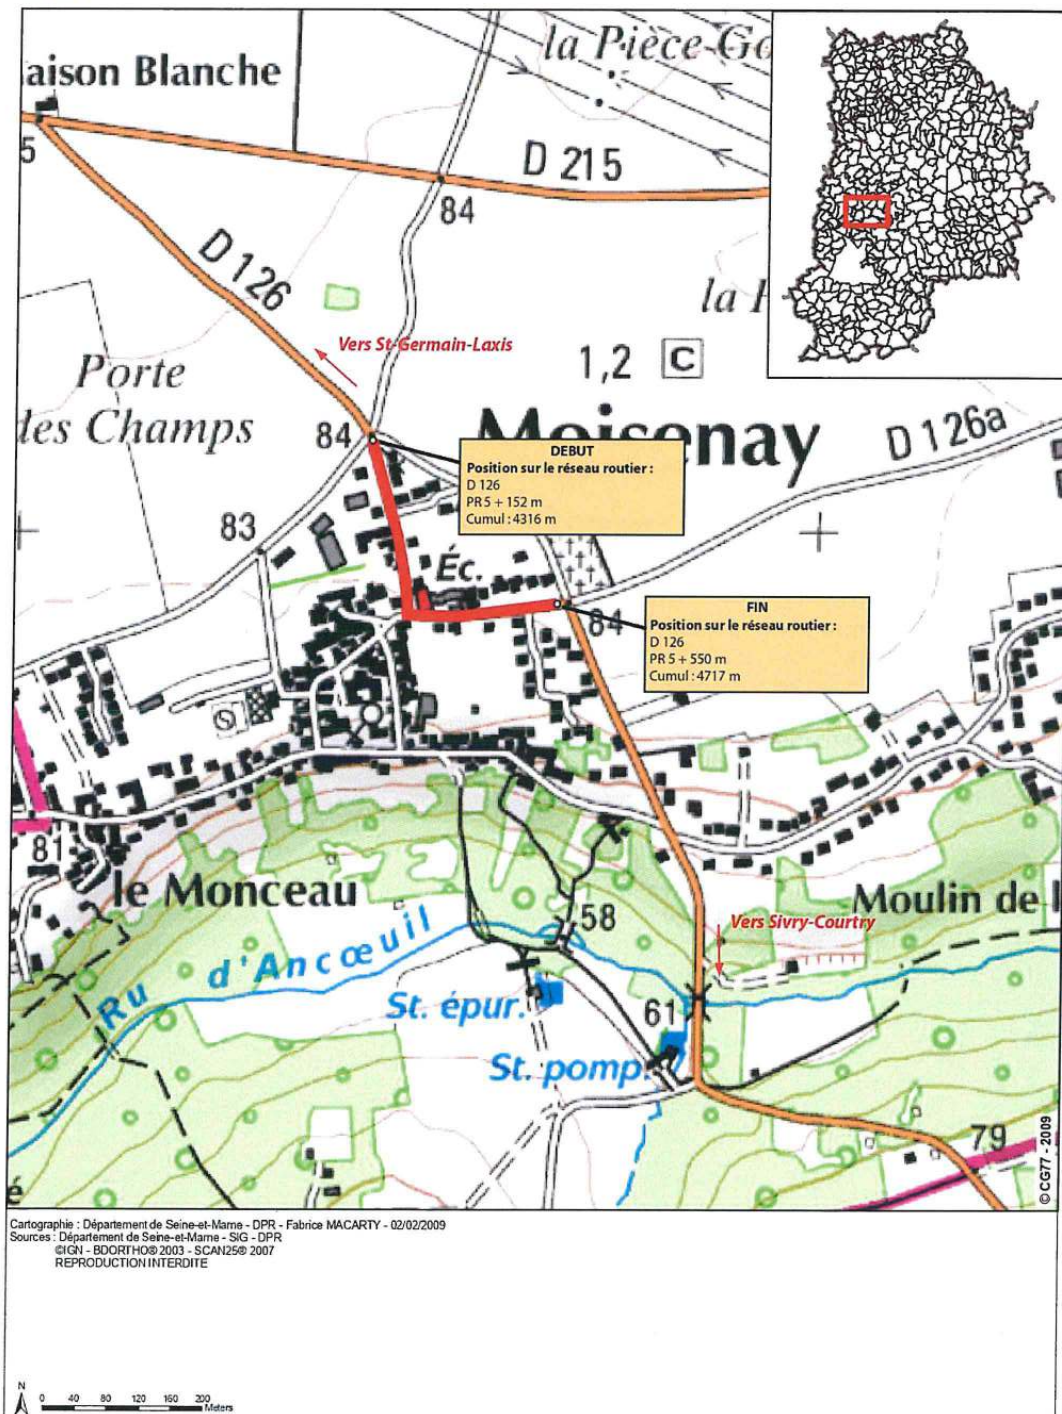 aison Blanche
la Pièce Go
5
D 215
84
D 126
la
Vers St-Germain-Laxis
1,2 C
Porte
des Champs
84
Moisenay
D 126a
DEBUT
Position sur le réseau routier :
D 126
PR 5 + 152 m
Cumul : 4316 m
83
Éc.
84
FIN
Position sur le réseau routier :
D 126
PR 5 + 550 m
Cumul : 4717 m
81
le Monceau
Moulin de
58
Vers Sivry-Courtry
Ru d'Ancœuil
St. épur.
61
St. pomp.
79
é
© CG77 - 2009
Cartographie : Département de Seine-et-Marne - DPR - Fabrice MACARTY - 02/02/2009
Sources : Département de Seine-et-Marne - SIG - DPR
©IGN - BDORTHO® 2003 - SCAN25® 2007
REPRODUCTION INTERDITE
N
0 40 80 120 160 200
Meters